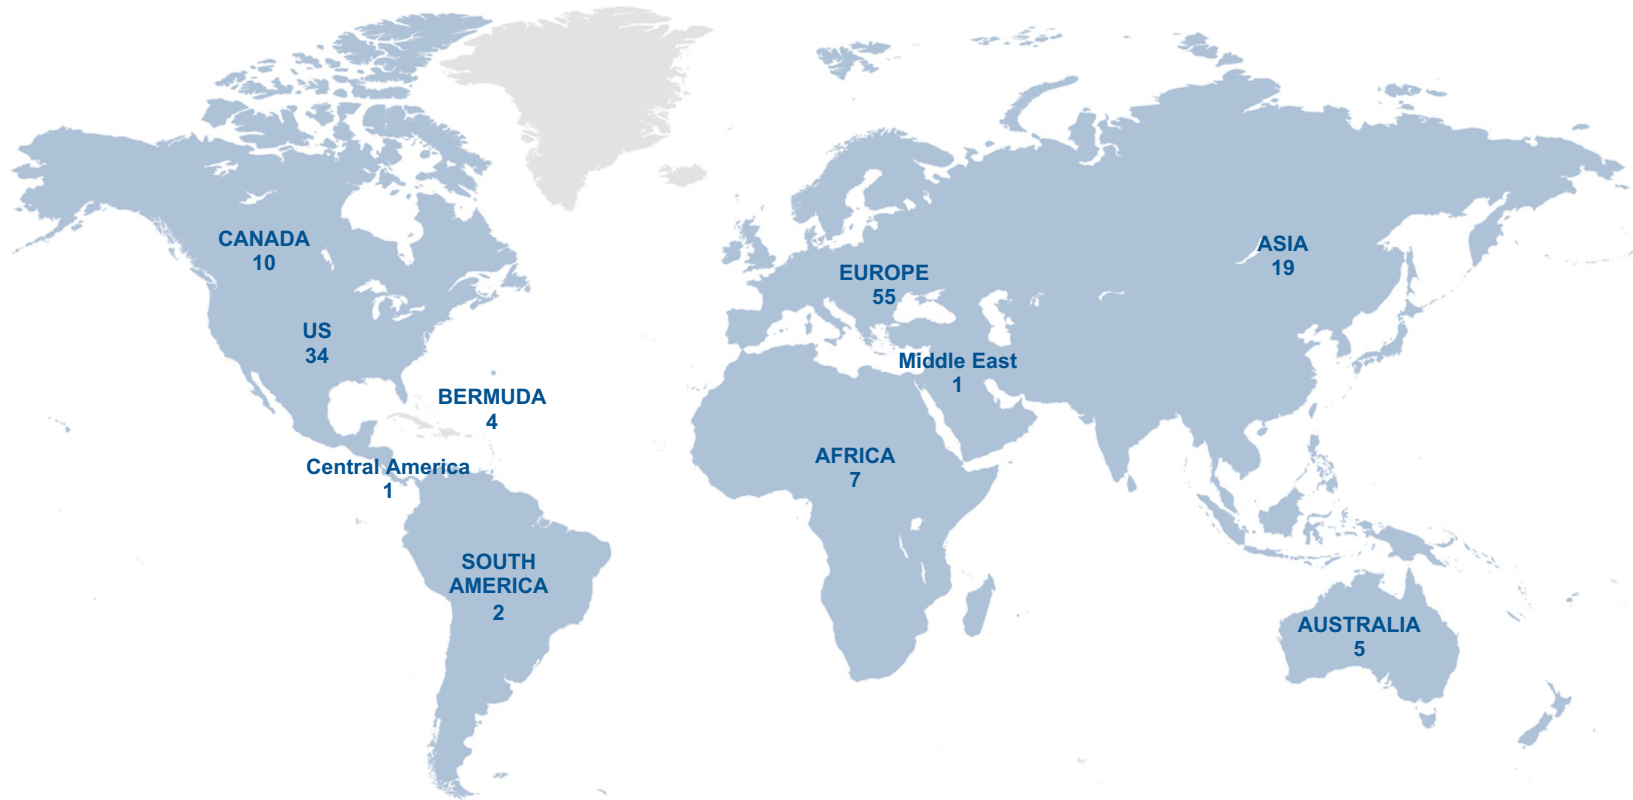 CANADA
10
US
34
BERMUDA
4
Central America
1
SOUTH
AMERICA
2
EUROPE
55
Middle East
1
AFRICA
7
ASIA
19
AUSTRALIA
5